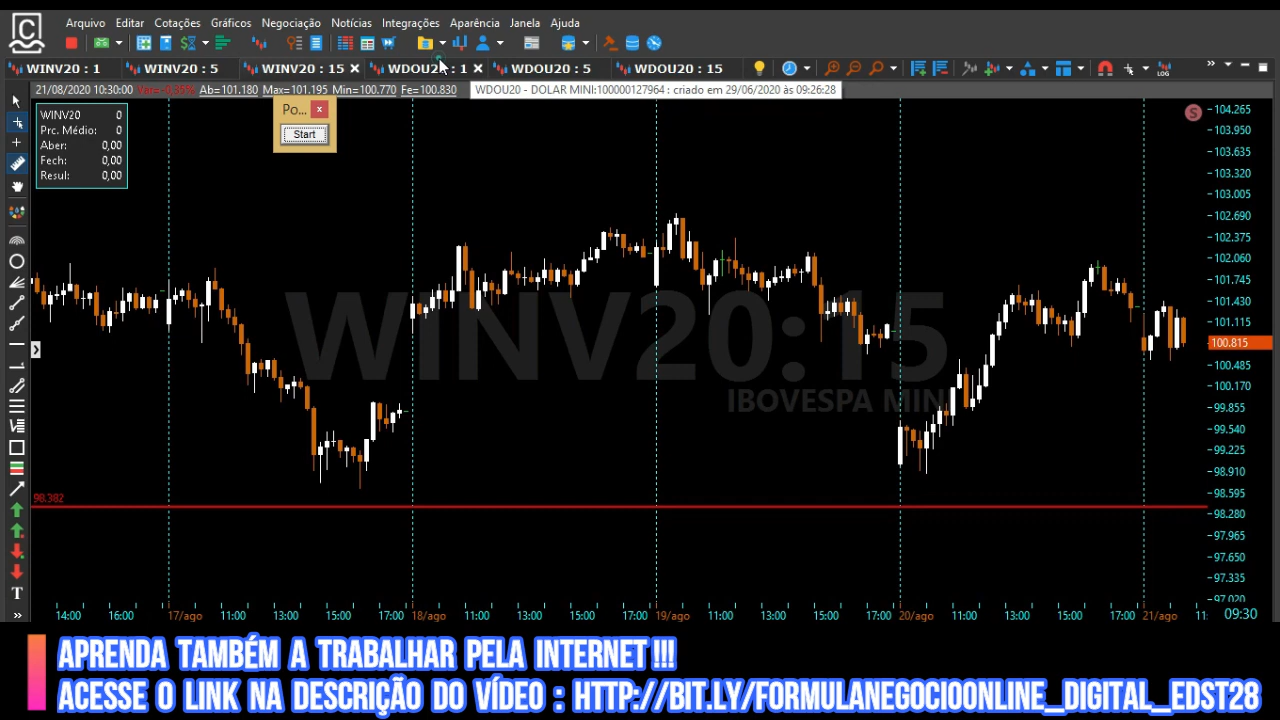 Arquivo Editar Cotações Gráficos Negociação Notícias Integrações Aparência Janela Ajuda
WINV20 : 1 WINV20 : 5 WINV20 : 15 WDOU20 : 1 WDOU20 : 5 WDOU20 : 15
LOG
21/08/2020 10:30:00 Var=-0,35% Ab=101.180 Max=101.195 Min=100.770 Fe=100.830
WDOU20 - DOLAR MINI:100000127964 : criado em 29/06/2020 às 09:26:28
Po...
Start
WINV20 0
Prc. Médio: 0
Aber: 0,00
Fech: 0,00
Resul: 0,00
S
WINV20:15
IBOVESPA MINI
98.382
104.265
103.950
103.635
103.320
103.005
102.690
102.375
102.060
101.745
101.430
101.115
100.815
100.485
100.170
99.855
99.540
99.225
98.910
98.595
98.280
97.965
97.650
97.335
97.020
14:00 16:00 17/ago 11:00 13:00 15:00 17:00 18/ago 11:00 13:00 15:00 17:00 19/ago 11:00 13:00 15:00 17:00 20/ago 11:00 13:00 15:00 17:00 21/ago 09:30
APRENDA TAMBÉM A TRABALHAR PELA INTERNET!!!
ACESSE O LINK NA DESCRIÇÃO DO VÍDEO : HTTP://BIT.LY/FORMULANEGOCIOONLINE_DIGITAL_EDST28